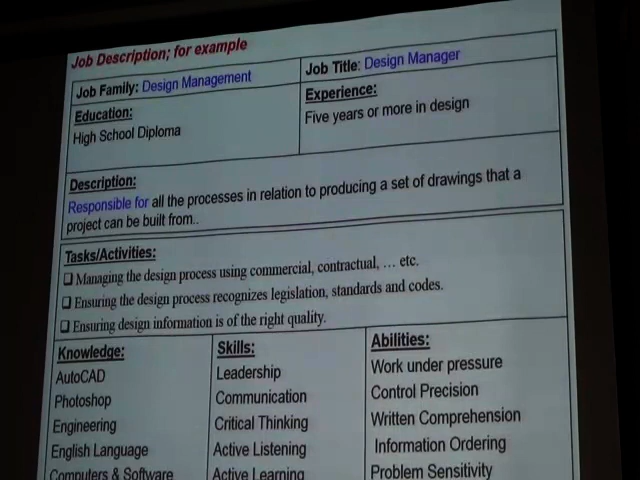 Job Description; for example
Job Family: Design Management
Job Title: Design Manager
Education:
High School Diploma
Experience:
Five years or more in design
Description:
Responsible for all the processes in relation to producing a set of drawings that a
project can be built from..
Tasks/Activities:
❑ Managing the design process using commercial, contractual, … etc.
❑ Ensuring the design process recognizes legislation, standards and codes.
❑ Ensuring design information is of the right quality.
Knowledge:
AutoCAD
Photoshop
Engineering
English Language
Computers & Software
Skills:
Leadership
Communication
Critical Thinking
Active Listening
Active Learning
Abilities:
Work under pressure
Control Precision
Written Comprehension
Information Ordering
Problem Sensitivity